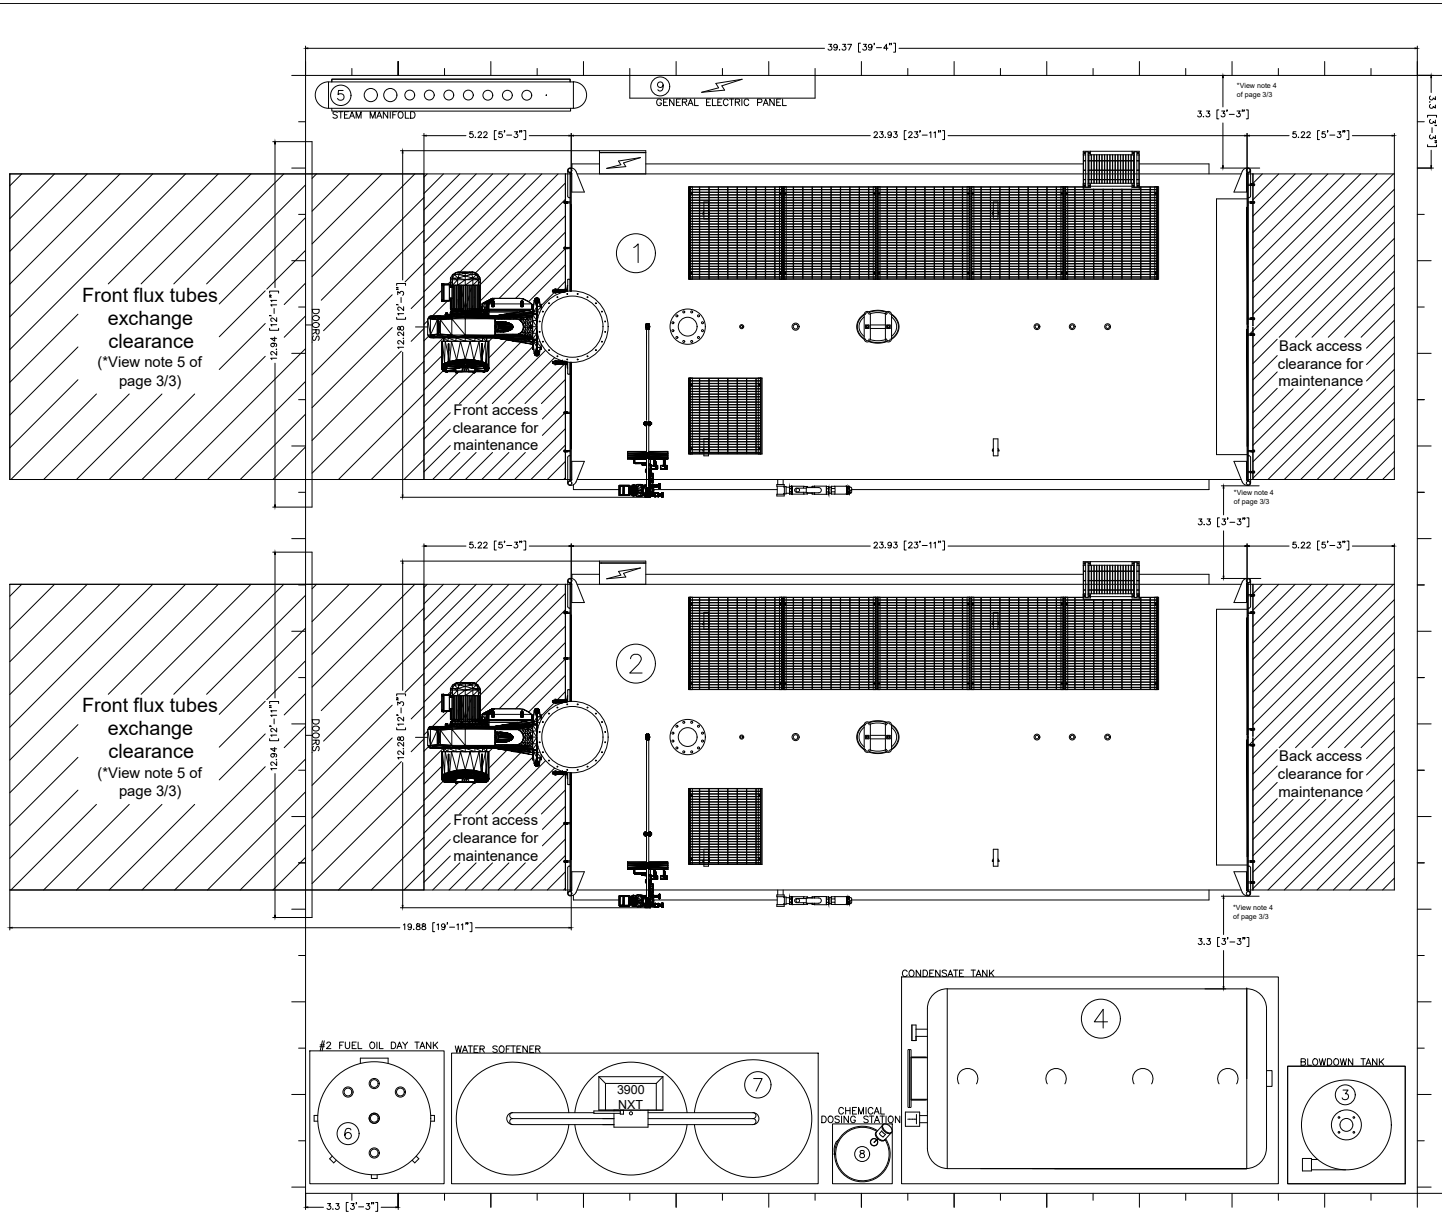 39.37 [39'-4"]
5
STEAM MANIFOLD
9
GENERAL ELECTRIC PANEL
*View note 4
of page 3/3
3.3 [3'-3"]
3.3 [3'-3"]
5.22 [5'-3"]
23.93 [23'-11"]
5.22 [5'-3"]
1
Front flux tubes
exchange
clearance
(*View note 5 of
page 3/3)
12.94 [12'-11"]
DOORS
12.28 [12'-3"]
Front access
clearance for
maintenance
Back access
clearance for
maintenance
*View note 4
of page 3/3
3.3 [3'-3"]
5.22 [5'-3"]
23.93 [23'-11"]
5.22 [5'-3"]
2
Front flux tubes
exchange
clearance
(*View note 5 of
page 3/3)
12.94 [12'-11"]
DOORS
12.28 [12'-3"]
Front access
clearance for
maintenance
Back access
clearance for
maintenance
*View note 4
of page 3/3
19.88 [19'-11"]
3.3 [3'-3"]
CONDENSATE TANK
4
#2 FUEL OIL DAY TANK
6
WATER SOFTENER
3900
NXT
7
CHEMICAL
DOSING STATION
8
BLOWDOWN TANK
3
3.3 [3'-3"]